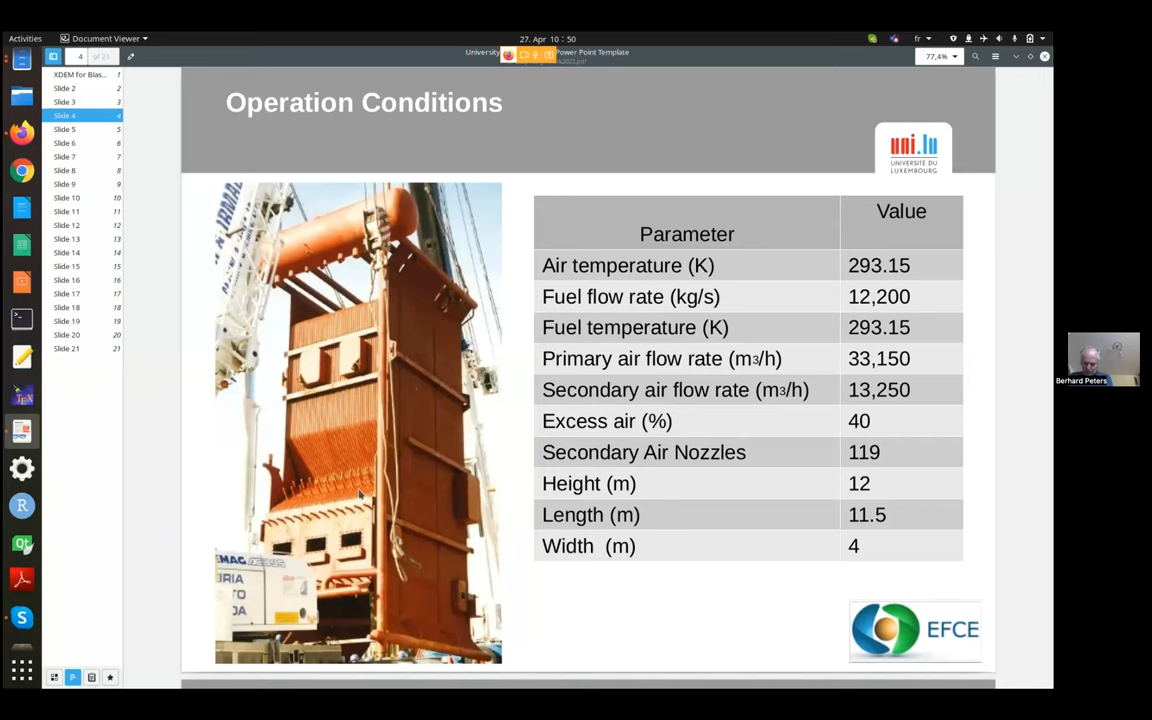 Activities
Document Viewer
27. Apr 10:50
fr
4
of 21
University
Power Point Template
77,4%
XDEM for Blas... 1
Slide 2 2
Slide 3 3
Slide 4 4
Slide 5 5
Slide 6 6
Slide 7 7
Slide 8 8
Slide 9 9
Slide 10 10
Slide 11 11
Slide 12 12
Slide 13 13
Slide 14 14
Slide 15 15
Slide 16 16
Slide 17 17
Slide 18 18
Slide 19 19
Slide 20 20
Slide 21 21
Operation Conditions
uni.lu
UNIVERSITÉ DU
LUXEMBOURG
Parameter Value
Air temperature (K) 293.15
Fuel flow rate (kg/s) 12,200
Fuel temperature (K) 293.15
Primary air flow rate (m3/h) 33,150
Secondary air flow rate (m3/h) 13,250
Excess air (%) 40
Secondary Air Nozzles 119
Height (m) 12
Length (m) 11.5
Width (m) 4
EFCE
Berhard Peters